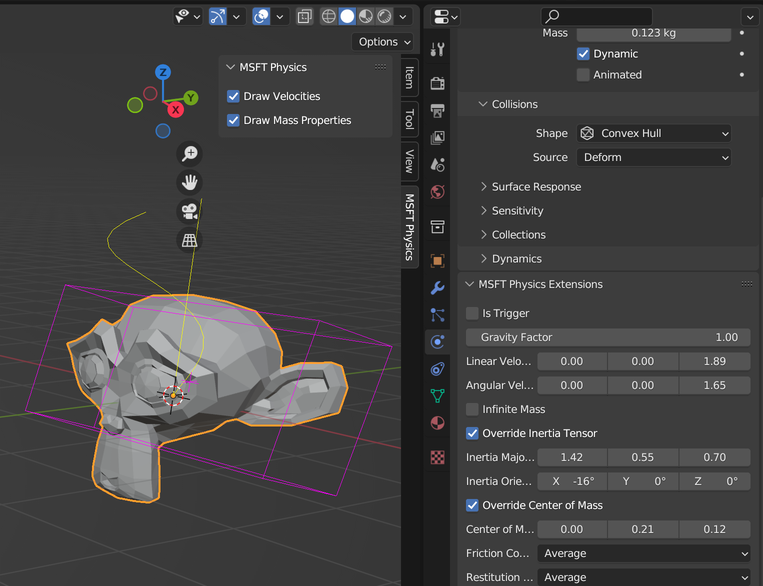 Options
MSFT Physics
Draw Velocities
Draw Mass Properties
Z
Y
X
Item
Tool
View
MSFT Physics
Mass 0.123 kg
Dynamic
Animated
Collisions
Shape Convex Hull
Source Deform
Surface Response
Sensitivity
Collections
Dynamics
MSFT Physics Extensions
Is Trigger
Gravity Factor 1.00
Linear Velo... 0.00 0.00 1.89
Angular Vel... 0.00 0.00 1.65
Infinite Mass
Override Inertia Tensor
Inertia Majo... 1.42 0.55 0.70
Inertia Orie... X -16° Y 0° Z 0°
Override Center of Mass
Center of M... 0.00 0.21 0.12
Friction Co... Average
Restitution ... Average